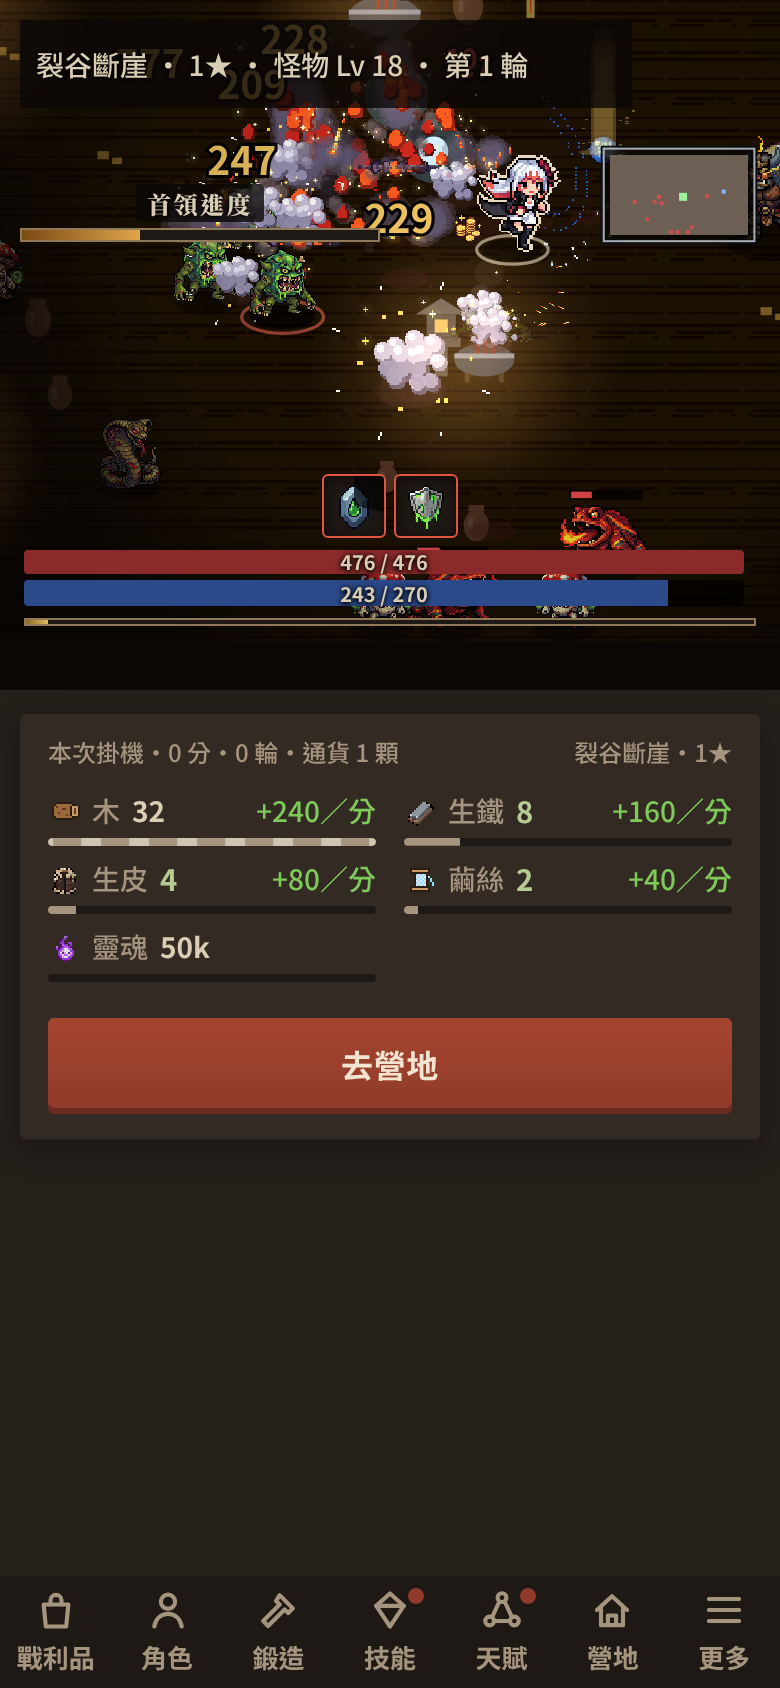 228
77
209
裂谷斷崖 • 1★ • 怪物 Lv 18 • 第 1 輪
247
首領進度
229
476 / 476
243 / 270
本次掛機・0 分・0 輪・通貨 1 顆
裂谷斷崖・1★
木 32 +240／分
生鐵 8 +160／分
生皮 4 +80／分
繭絲 2 +40／分
靈魂 50k
去營地
戰利品
角色
鍛造
技能
天賦
營地
更多